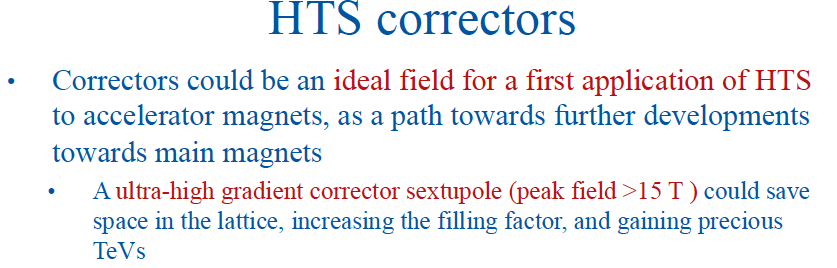 HTS correctors
• Correctors could be an ideal field for a first application of HTS
to accelerator magnets, as a path towards further developments
towards main magnets
• A ultra-high gradient corrector sextupole (peak field >15 T ) could save
space in the lattice, increasing the filling factor, and gaining precious
TeVs